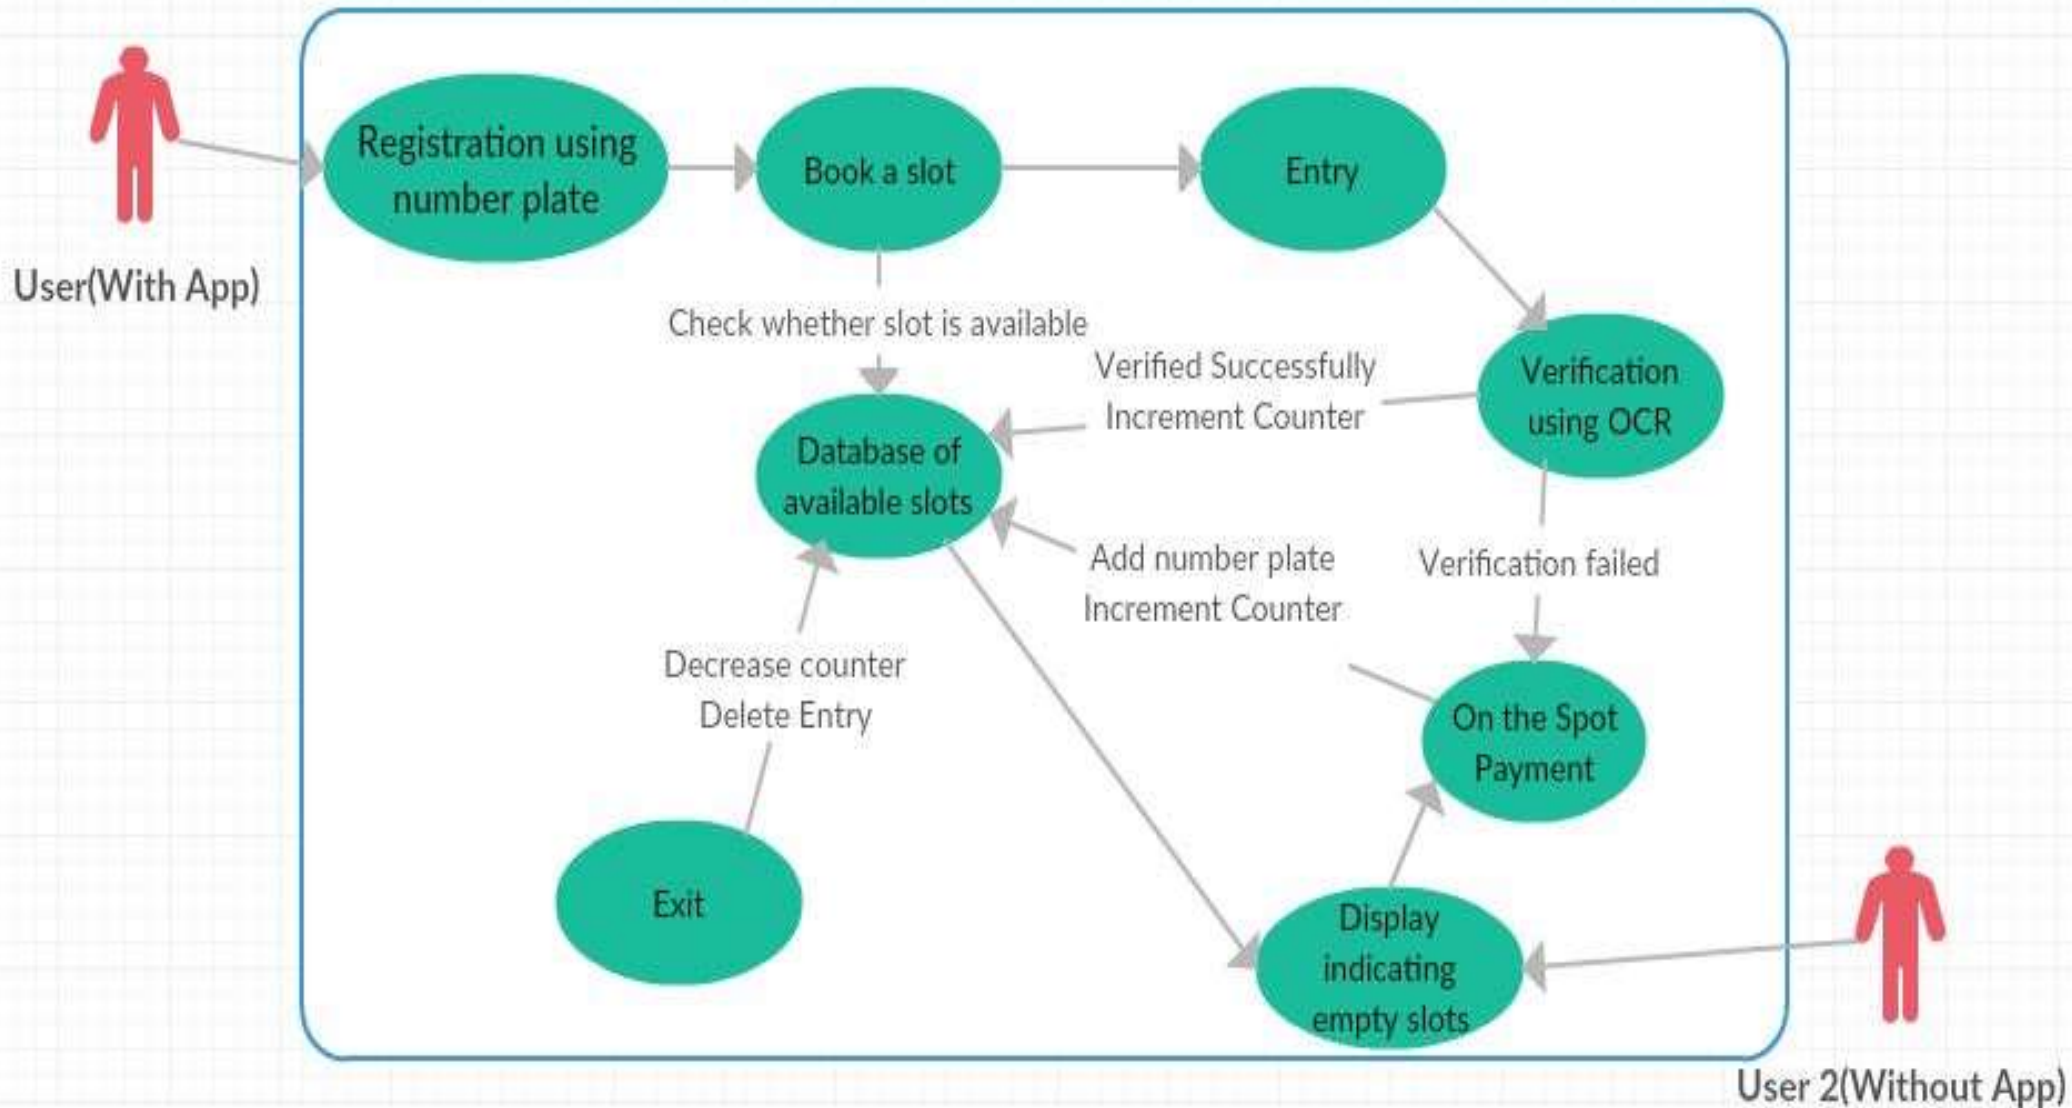 Registration using
number plate
Book a slot
Entry
User(With App)
Check whether slot is available
Verified Successfully
Increment Counter
Verification
using OCR
Database of
available slots
Add number plate
Increment Counter
Verification failed
Decrease counter
Delete Entry
On the Spot
Payment
Exit
Display
indicating
empty slots
User 2(Without App)